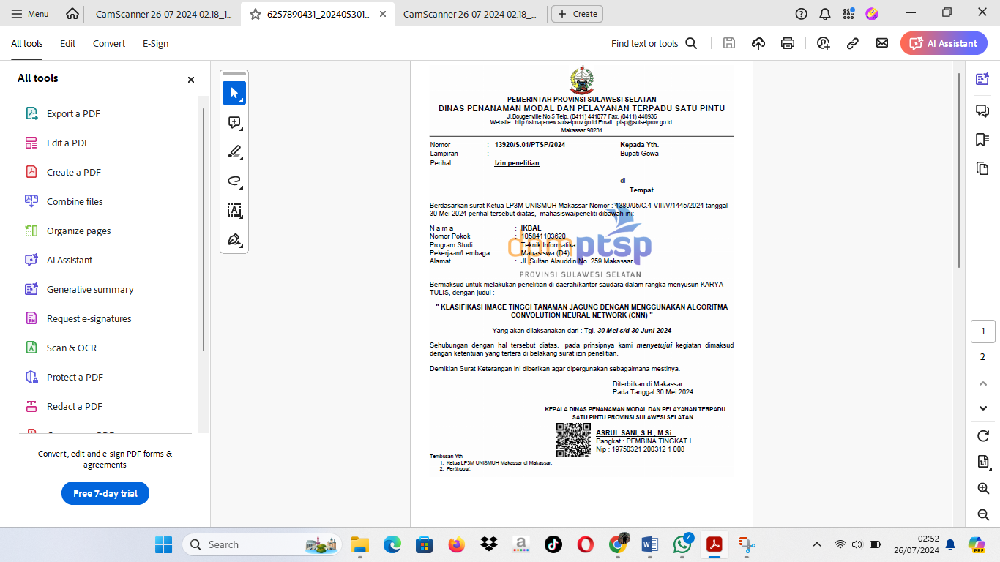 CamScanner 26-07-2024 02.18_1...
6257890431_202405301...
CamScanner 26-07-2024 02.18_...
Create
Menu
All tools
Edit
Convert
E-Sign
Find text or tools
AI Assistant
All tools
Export a PDF
Edit a PDF
Create a PDF
Combine files
Organize pages
AI Assistant
Generative summary
Request e-signatures
Scan & OCR
Protect a PDF
Redact a PDF
Convert, edit and e-sign PDF forms &
agreements
Free 7-day trial
PEMERINTAH PROVINSI SULAWESI SELATAN
DINAS PENANAMAN MODAL DAN PELAYANAN TERPADU SATU PINTU
Jl.Bougenville No.5 Telp. (0411) 441077 Fax. (0411) 448936
Website : http://simap-new.sulselprov.go.id Email : ptsp@sulselprov.go.id
Makassar 90231
Nomor : 13920/S.01/PTSP/2024 Kepada Yth.
Lampiran : - Bupati Gowa
Perihal : Izin penelitian
di-
Tempat
Berdasarkan surat Ketua LP3M UNISMUH Makassar Nomor : 4389/05/C.4-VIII/V/1445/2024 tanggal
30 Mei 2024 perihal tersebut diatas, mahasiswa/peneliti dibawah ini:
N a m a : IKBAL
Nomor Pokok : 105841103620
Program Studi : Teknik Informatika
Pekerjaan/Lembaga : Mahasiswa (D4)
Alamat : Jl. Sultan Alauddin No. 259 Makassar
dpmptsp
PROVINSI SULAWESI SELATAN
Bermaksud untuk melakukan penelitian di daerah/kantor saudara dalam rangka menyusun KARYA
TULIS, dengan judul :
" KLASIFIKASI IMAGE TINGGI TANAMAN JAGUNG DENGAN MENGGUNAKAN ALGORITMA
CONVOLUTION NEURAL NETWORK (CNN) "
Yang akan dilaksanakan dari : Tgl. 30 Mei s/d 30 Juni 2024
Sehubungan dengan hal tersebut diatas, pada prinsipnya kami menyetujui kegiatan dimaksud
dengan ketentuan yang tertera di belakang surat izin penelitian.
Demikian Surat Keterangan ini diberikan agar dipergunakan sebagaimana mestinya.
Diterbitkan di Makassar
Pada Tanggal 30 Mei 2024
KEPALA DINAS PENANAMAN MODAL DAN PELAYANAN TERPADU
SATU PINTU PROVINSI SULAWESI SELATAN
ASRUL SANI, S.H., M.Si.
Pangkat : PEMBINA TINGKAT I
Nip : 19750321 200312 1 008
Tembusan Yth
1. Ketua LP3M UNISMUH Makassar di Makassar;
2. Pertinggal.
1
2
Search
4
PRE
02:52
26/07/2024